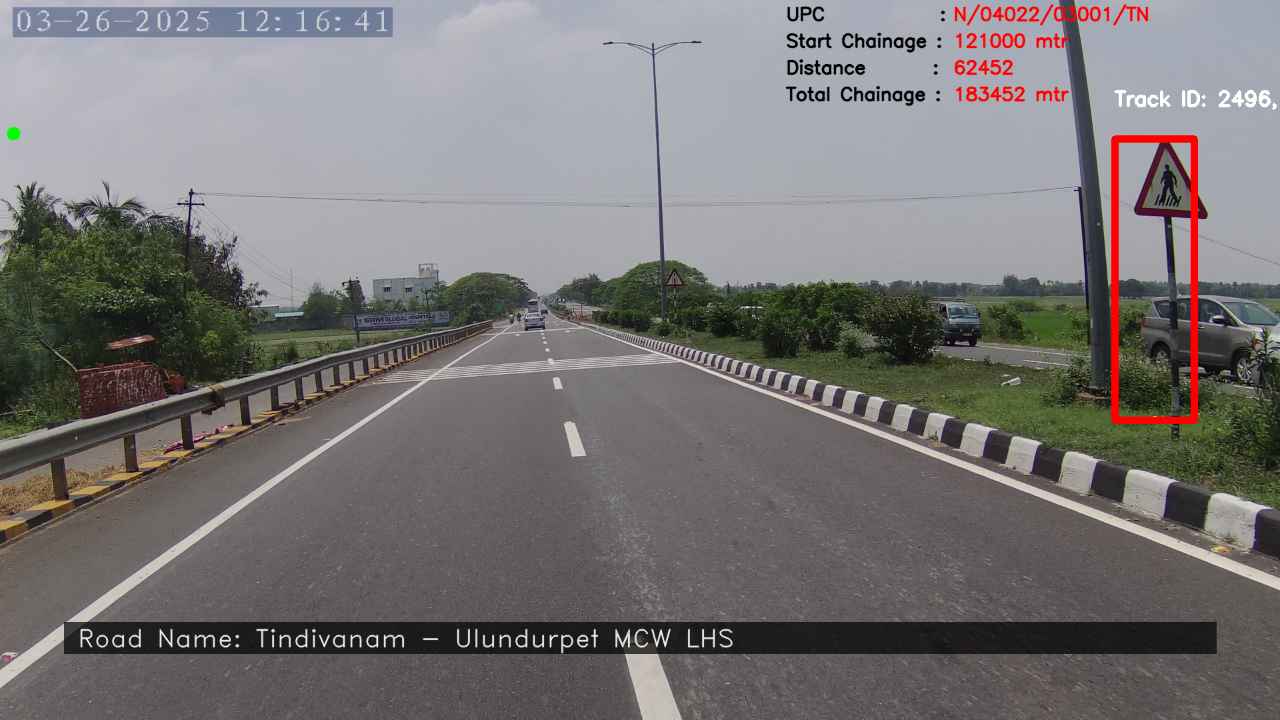 03-26-2025 12:16:41
UPC : N/04022/03001/TN
Start Chainage : 121000 mtr
Distance : 62452
Total Chainage : 183452 mtr
Track ID: 2496,
Road Name: Tindivanam - Ulundurpet MCW LHS